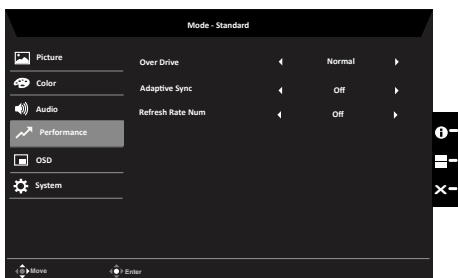 Mode - Standard
Picture
Color
Audio
Performance
OSD
System
Over Drive Normal
Adaptive Sync Off
Refresh Rate Num Off
Move Enter